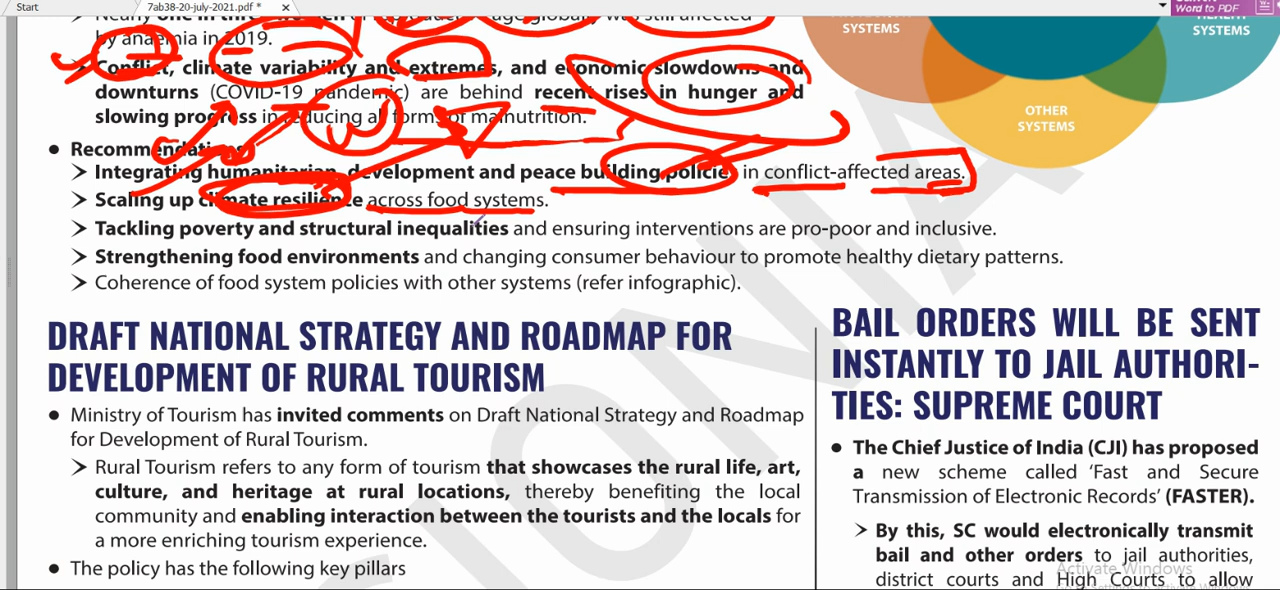 Start
7ab38-20-july-2021.pdf *
Word to PDF
SYSTEMS
SYSTEMS
OTHER
SYSTEMS
by anaemia in 2019.
Conflict, climate variability and extremes, and economic slowdowns and
downturns (COVID-19 pandemic) are behind recent rises in hunger and
slowing progress in reducing all forms of malnutrition.
● Recommendations
➤ Integrating humanitarian, development and peace building policies in conflict-affected areas.
➤ Scaling up climate resilience across food systems.
➤ Tackling poverty and structural inequalities and ensuring interventions are pro-poor and inclusive.
➤ Strengthening food environments and changing consumer behaviour to promote healthy dietary patterns.
➤ Coherence of food system policies with other systems (refer infographic).
DRAFT NATIONAL STRATEGY AND ROADMAP FOR
DEVELOPMENT OF RURAL TOURISM
● Ministry of Tourism has invited comments on Draft National Strategy and Roadmap
for Development of Rural Tourism.
➤ Rural Tourism refers to any form of tourism that showcases the rural life, art,
culture, and heritage at rural locations, thereby benefiting the local
community and enabling interaction between the tourists and the locals for
a more enriching tourism experience.
● The policy has the following key pillars
BAIL ORDERS WILL BE SENT
INSTANTLY TO JAIL AUTHORI-
TIES: SUPREME COURT
● The Chief Justice of India (CJI) has proposed
a new scheme called ‘Fast and Secure
Transmission of Electronic Records’ (FASTER).
➤ By this, SC would electronically transmit
bail and other orders to jail authorities,
district courts and High Courts to allow
Activate Windows